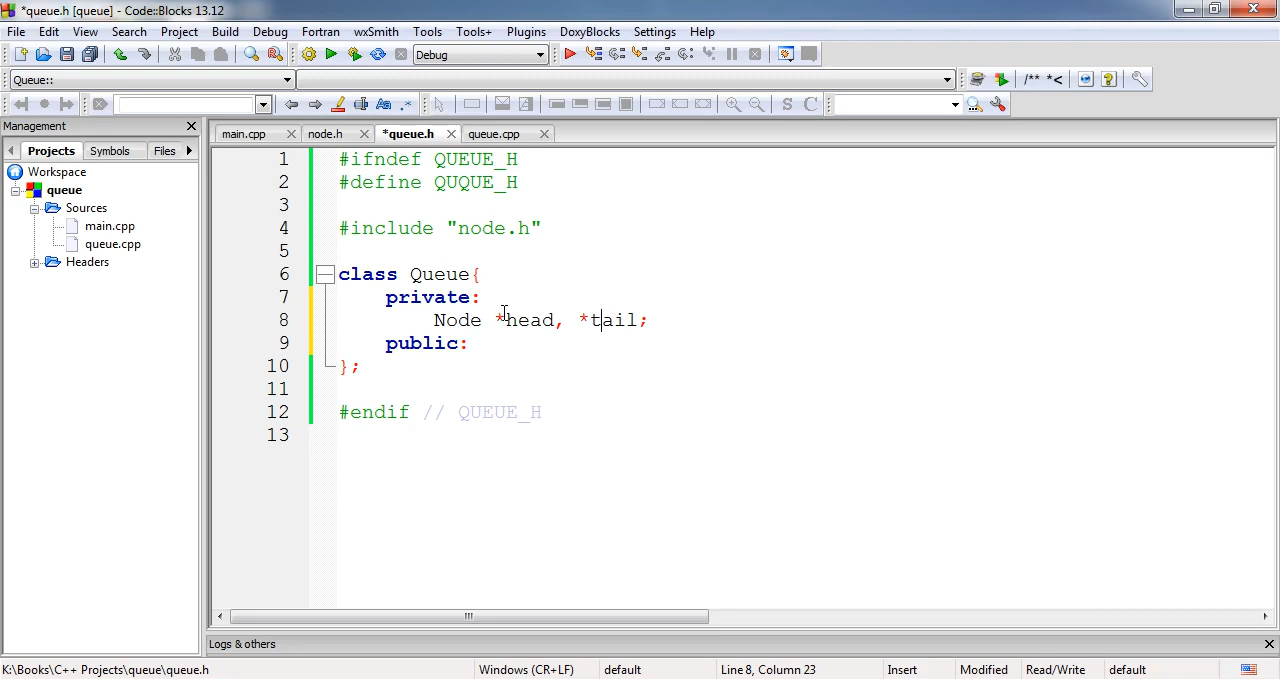 *queue.h [queue] - Code::Blocks 13.12
File Edit View Search Project Build Debug Fortran wxSmith Tools Tools+ Plugins DoxyBlocks Settings Help
Debug
Queue::
/** *<
Aa .* S C
Management
main.cpp node.h *queue.h queue.cpp
Projects Symbols Files
Workspace
queue
Sources
main.cpp
queue.cpp
Headers
1 #ifndef QUEUE_H
2 #define QUQUE_H
3
4 #include "node.h"
5
6 class Queue{
7 private:
8 Node *head, *tail;
9 public:
10 };
11
12 #endif // QUEUE_H
13
Logs & others
K:\Books\C++ Projects\queue\queue.h Windows (CR+LF) default Line 8, Column 23 Insert Modified Read/Write default